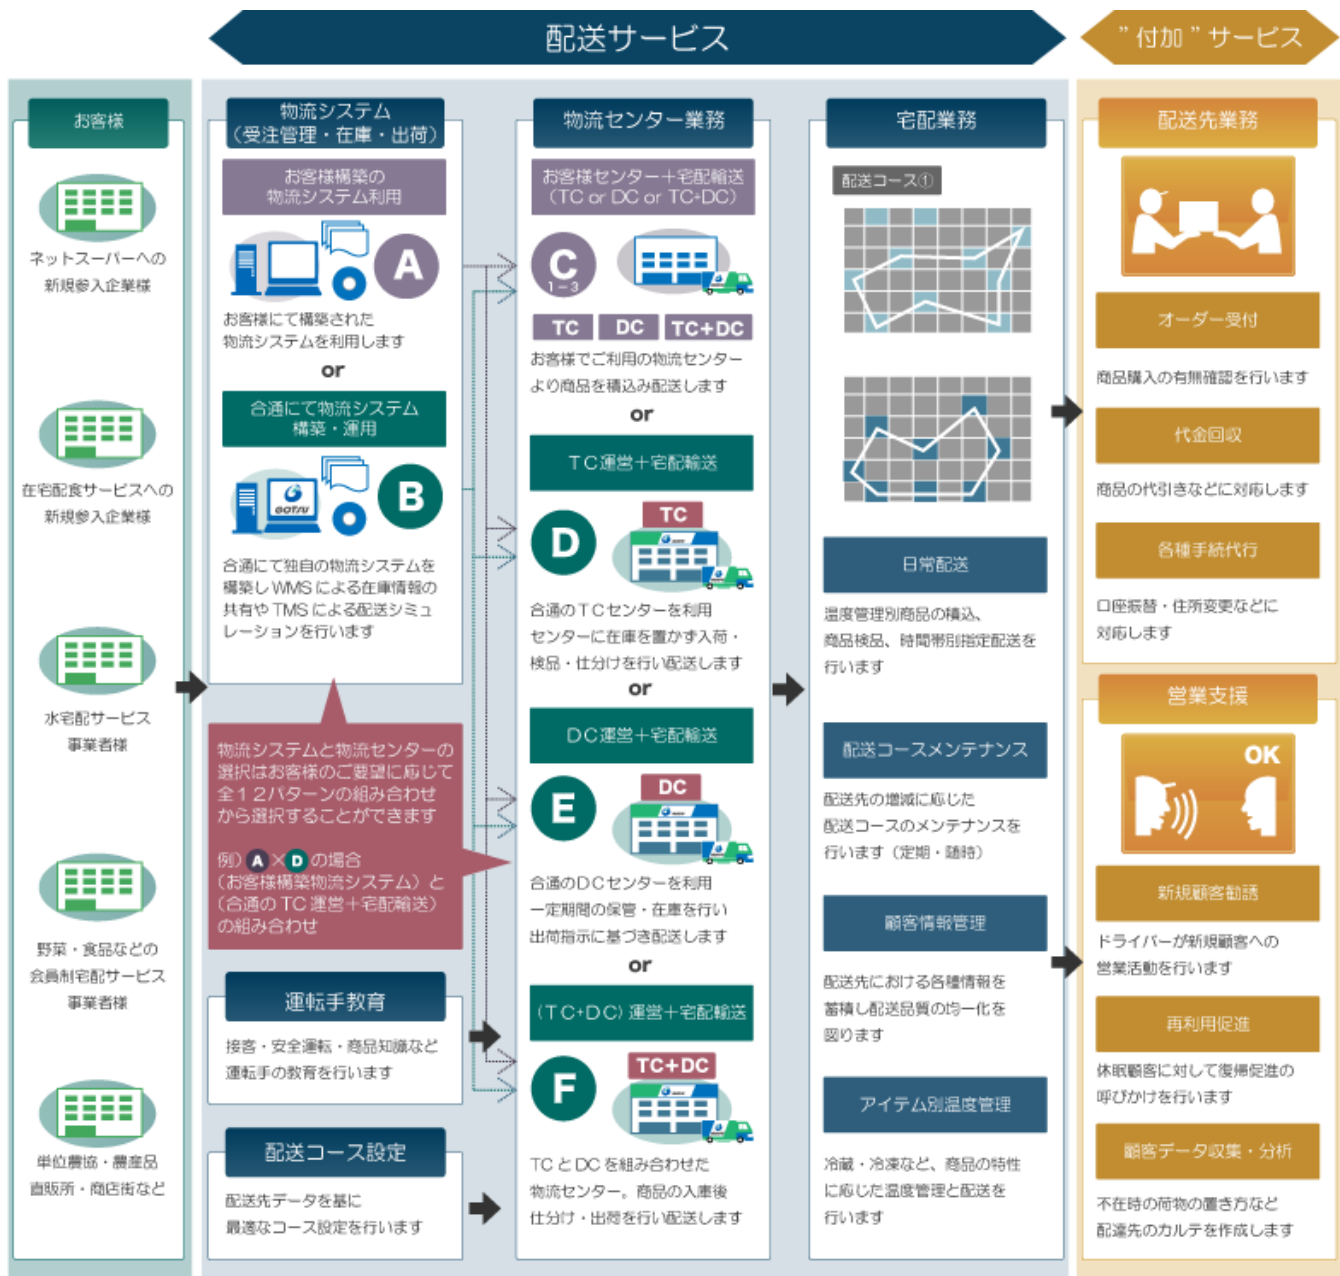 配送サービス
”付加”サービス
お客様
ネットスーパーへの
新規参入企業様
在宅配食サービスへの
新規参入企業様
水宅配サービス
事業者様
野菜・食品などの
会員制宅配サービス
事業者様
単位農協・農産品
直販所・商店街など
物流システム
(受注管理・在庫・出荷)
お客様構築の
物流システム利用
A
お客様にて構築された
物流システムを利用します
or
合通にて物流システム
構築・運用
GOTSU
B
合通にて独自の物流システムを
構築しWMSによる在庫情報の
共有やTMSによる配送シミュ
レーションを行います
物流システムと物流センターの
選択はお客様のご要望に応じて
全12パターンの組み合わせ
から選択することができます
例) A×Dの場合
(お客様構築物流システム)と
(合通のTC運営+宅配輸送)
の組み合わせ
運転手教育
接客・安全運転・商品知識など
運転手の教育を行います
配送コース設定
配送先データを基に
最適なコース設定を行います
物流センター業務
お客様センター+宅配輸送
(TC or DC or TC+DC)
C
1-3
TC DC TC+DC
お客様でご利用の物流センター
より商品を積込み配送します
or
TC運営+宅配輸送
D
TC
合通のTCセンターを利用
センターに在庫を置かず入荷・
検品・仕分けを行い配送します
or
DC運営+宅配輸送
E
DC
合通のDCセンターを利用
一定期間の保管・在庫を行い
出荷指示に基づき配送します
or
(TC+DC)運営+宅配輸送
F
TC+DC
TCとDCを組み合わせた
物流センター。商品の入庫後
仕分け・出荷を行い配送します
宅配業務
配送コース①
日常配送
温度管理別商品の積込、
商品検品、時間帯別指定配送を
行います
配送コースメンテナンス
配送先の増減に応じた
配送コースのメンテナンスを
行います(定期・随時)
顧客情報管理
配送先における各種情報を
蓄積し配送品質の均一化を
図ります
アイテム別温度管理
冷蔵・冷凍など、商品の特性
に応じた温度管理と配送を
行います
配送先業務
オーダー受付
商品購入の有無確認を行います
代金回収
商品の代引きなどに対応します
各種手続代行
口座振替・住所変更などに
対応します
営業支援
OK
新規顧客勧誘
ドライバーが新規顧客への
営業活動を行います
再利用促進
休眠顧客に対して復帰促進の
呼びかけを行います
顧客データ収集・分析
不在時の荷物の置き方など
配達先のカルテを作成します